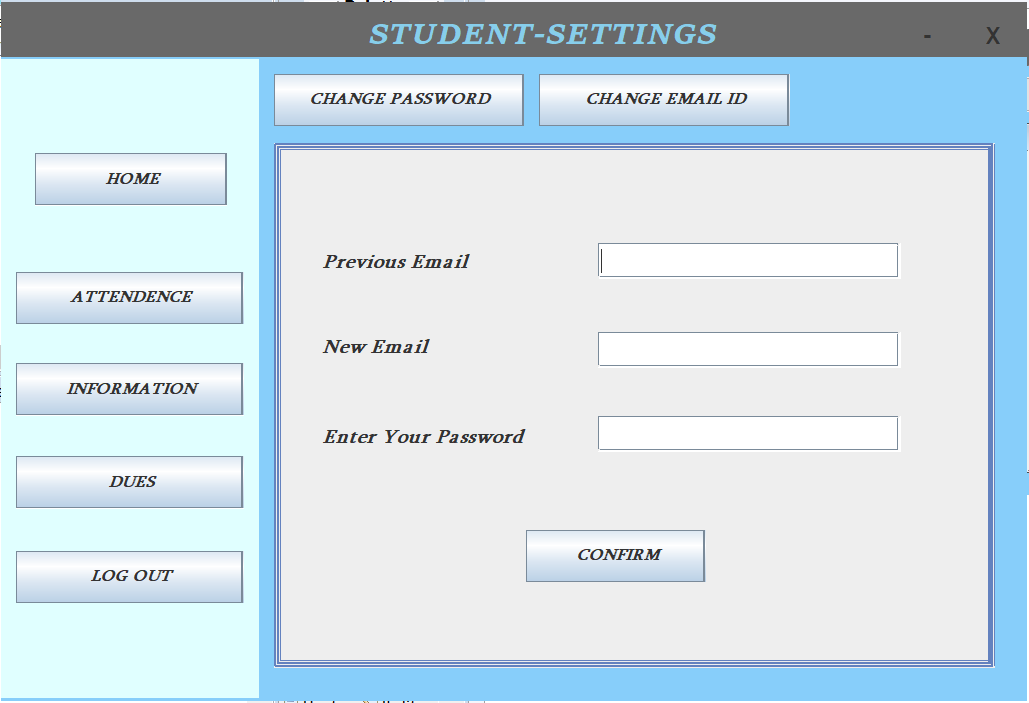 STUDENT-SETTINGS
- X
CHANGE PASSWORD
CHANGE EMAIL ID
HOME
ATTENDENCE
INFORMATION
DUES
LOG OUT
Previous Email
New Email
Enter Your Password
CONFIRM